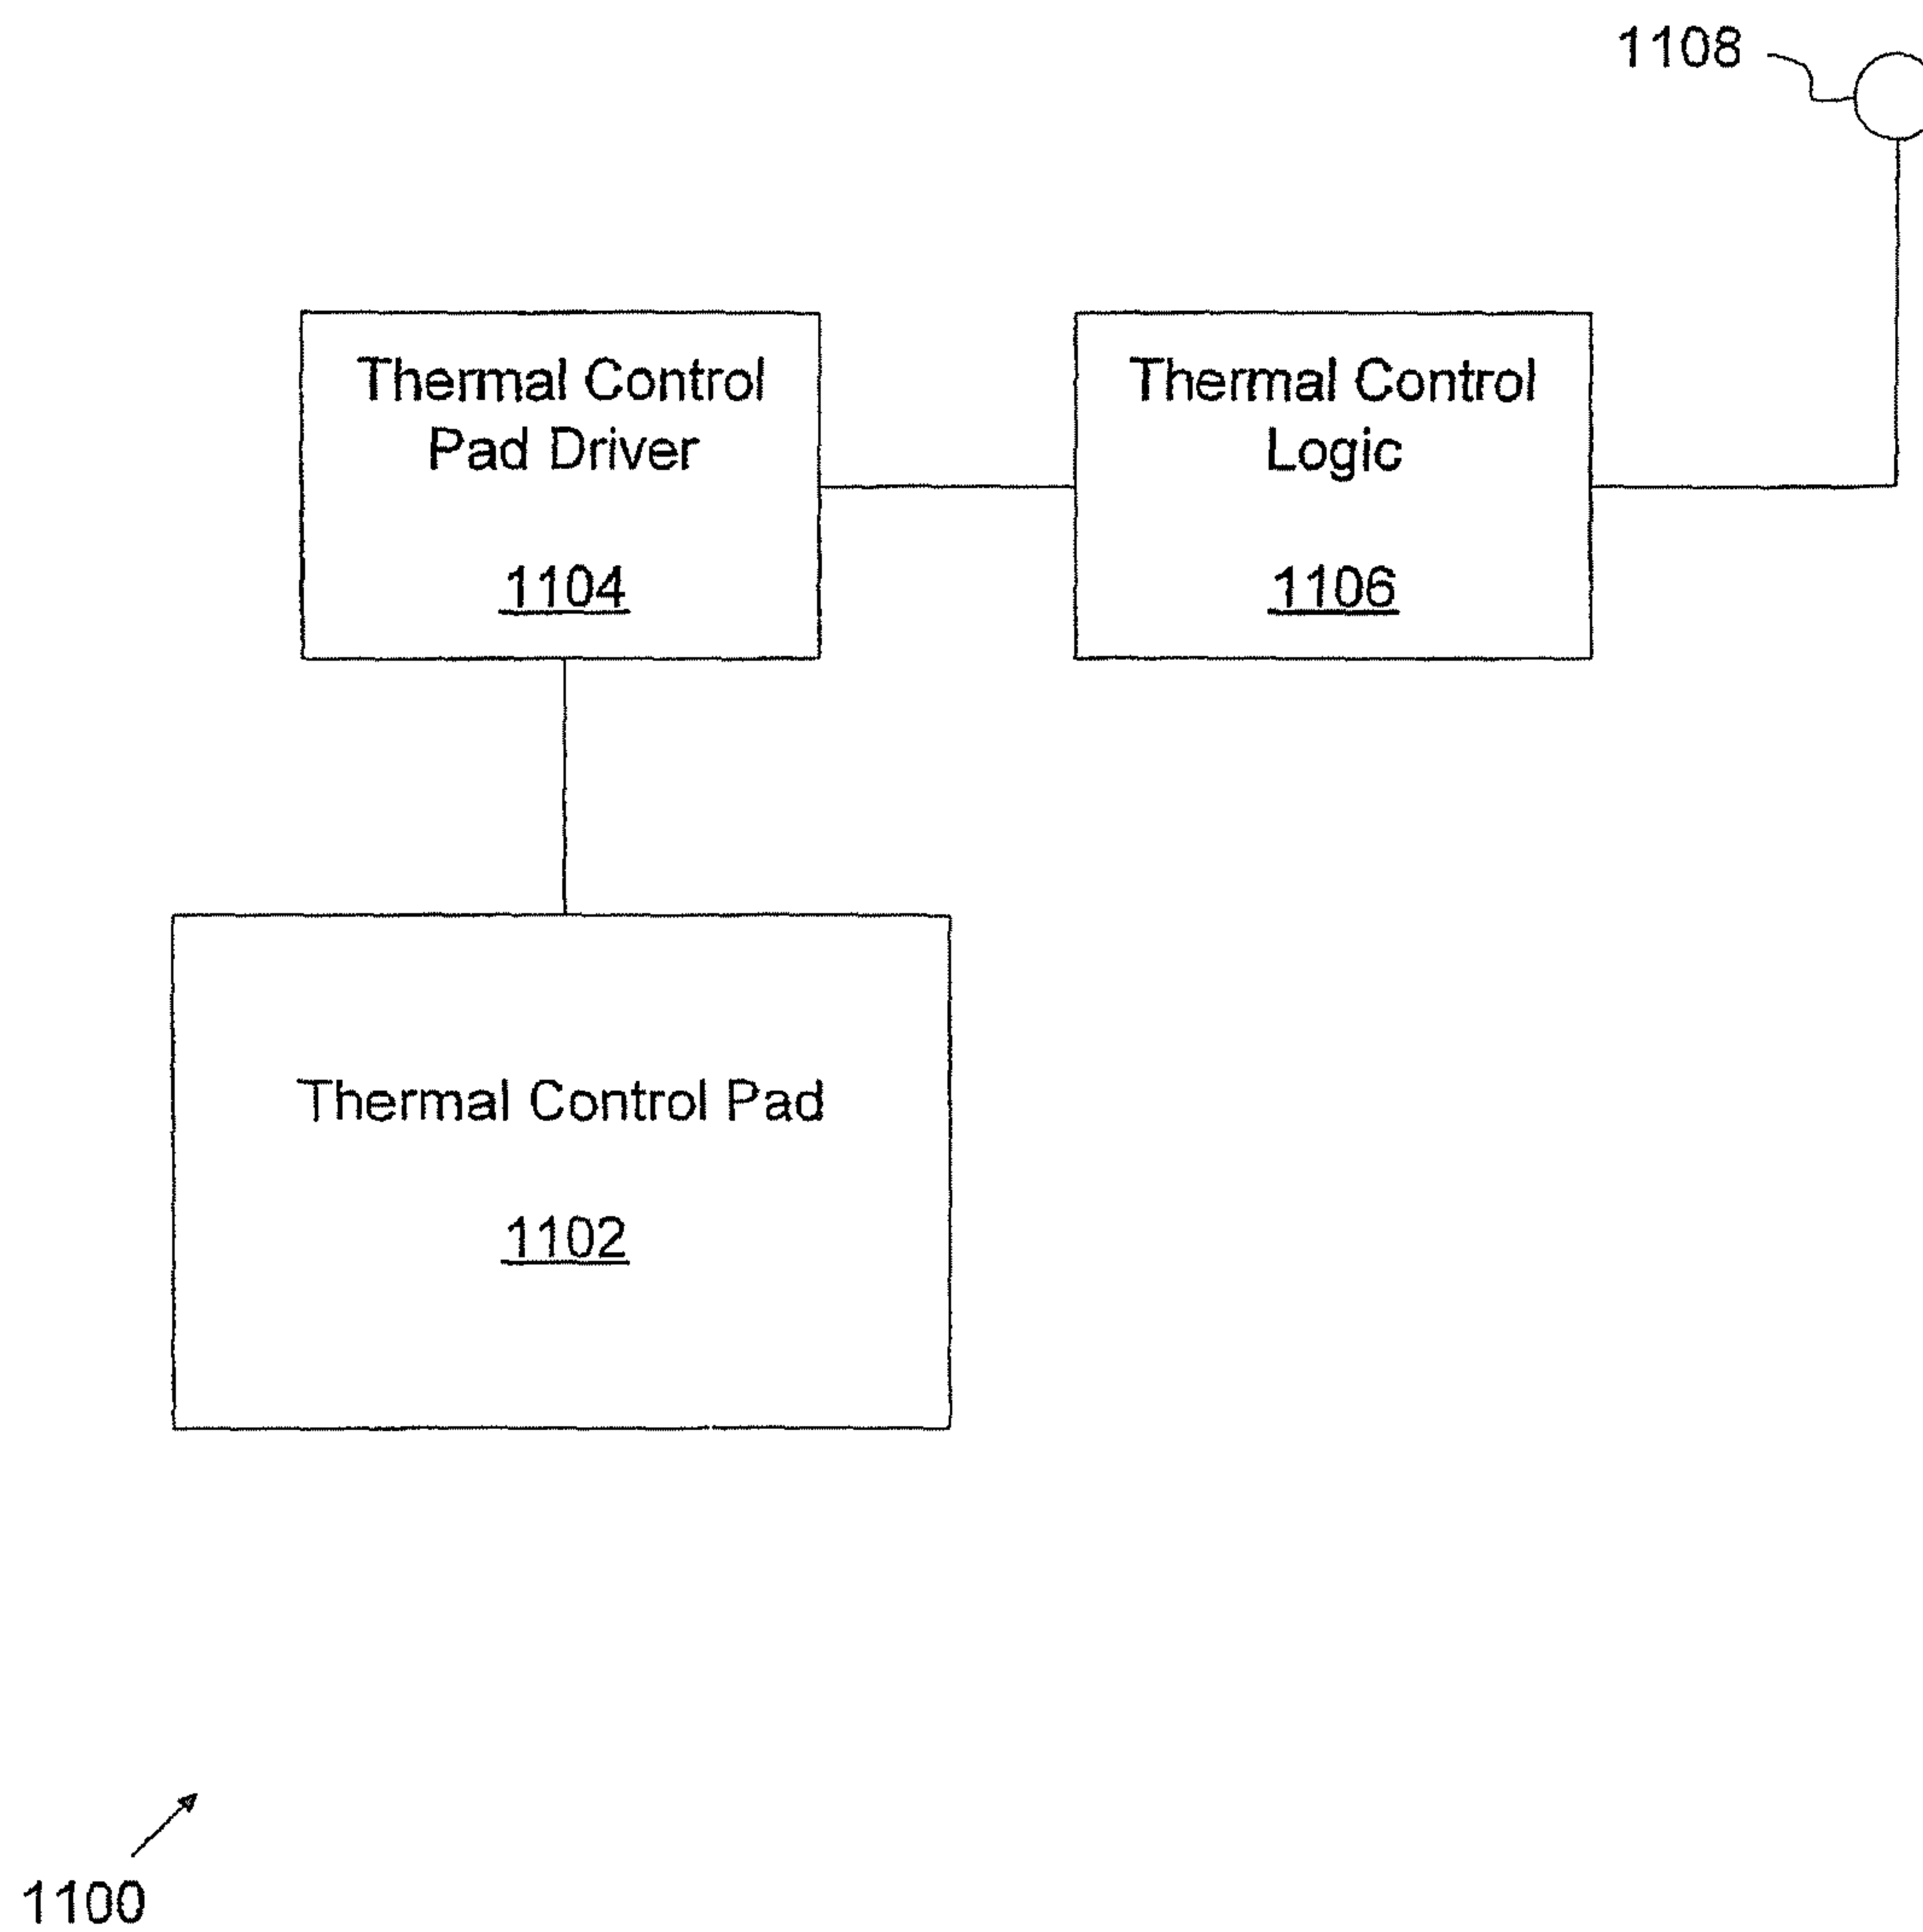 1108
Thermal Control
Pad Driver
1104
Thermal Control
Logic
1106
Thermal Control Pad
1102
1100